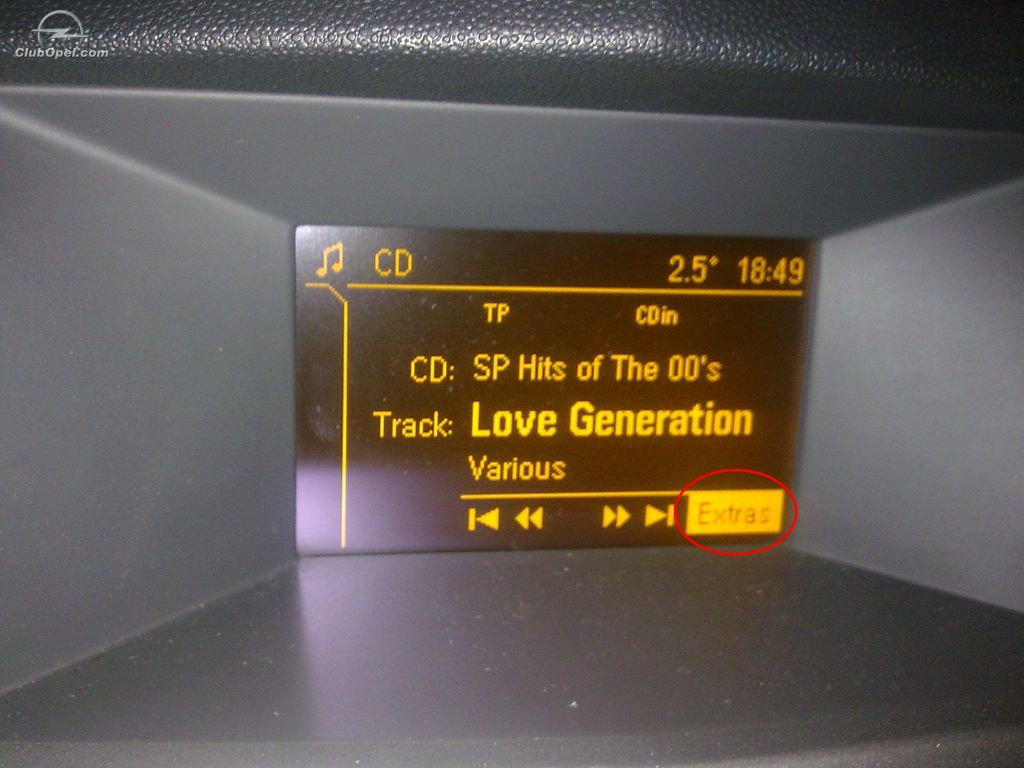 ClubOpel.com
CD 2.5° 18:49
TP CDin
CD: SP Hits of The 00's
Track: Love Generation
Various
Extras